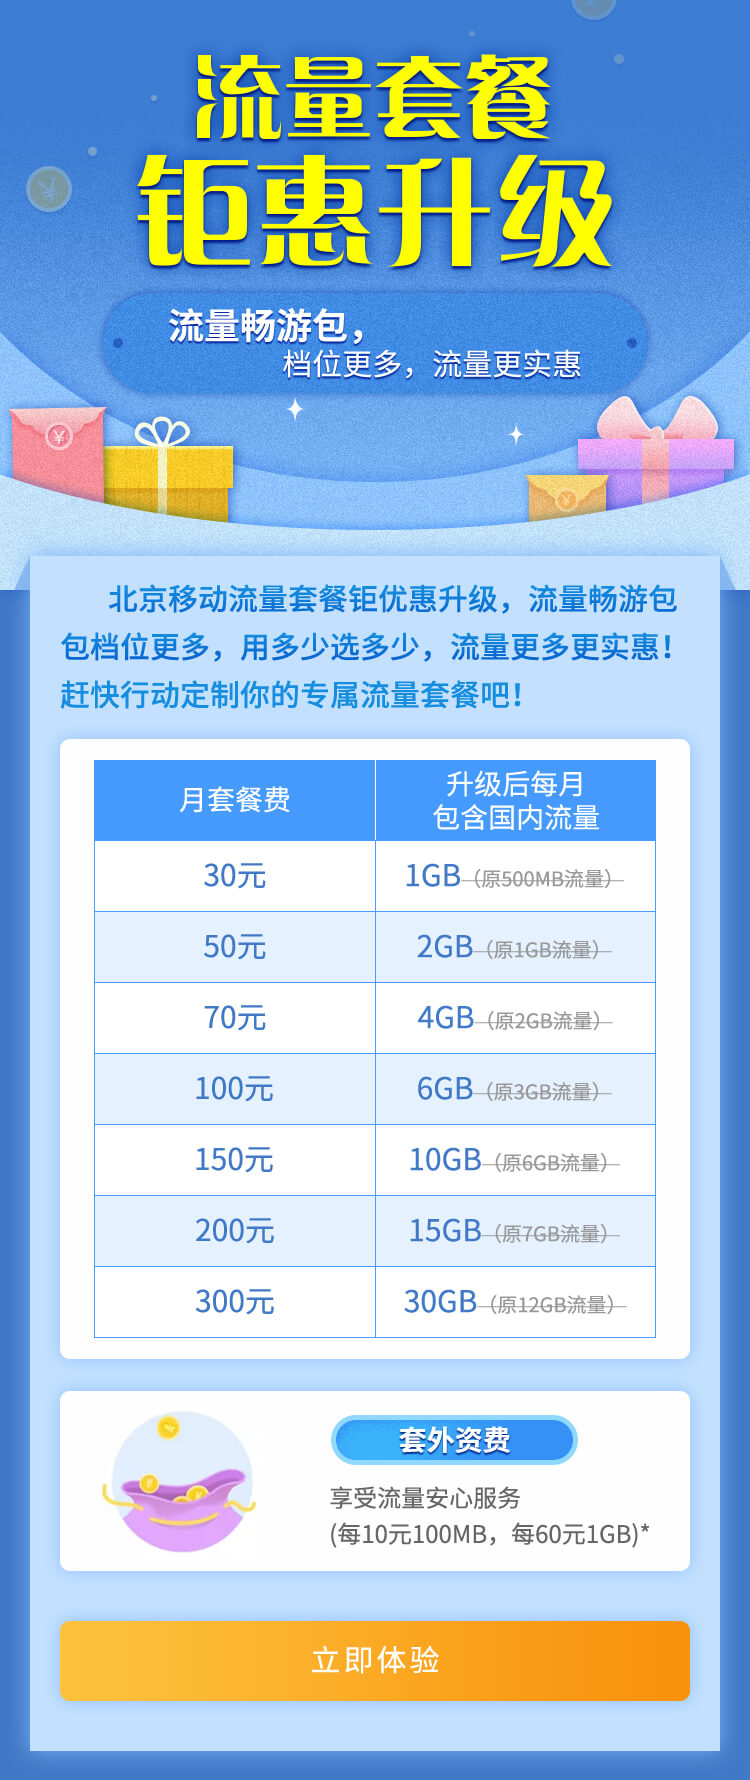 流量套餐
钜惠升级
流量畅游包，
档位更多，流量更实惠
北京移动流量套餐钜优惠升级，流量畅游包
包档位更多，用多少选多少，流量更多更实惠！
赶快行动定制你的专属流量套餐吧！
月套餐费
升级后每月
包含国内流量
30元
1GB（原500MB流量）
50元
2GB（原1GB流量）
70元
4GB（原2GB流量）
100元
6GB（原3GB流量）
150元
10GB（原6GB流量）
200元
15GB（原7GB流量）
300元
30GB（原12GB流量）
套外资费
享受流量安心服务
(每10元100MB，每60元1GB)*
立即体验